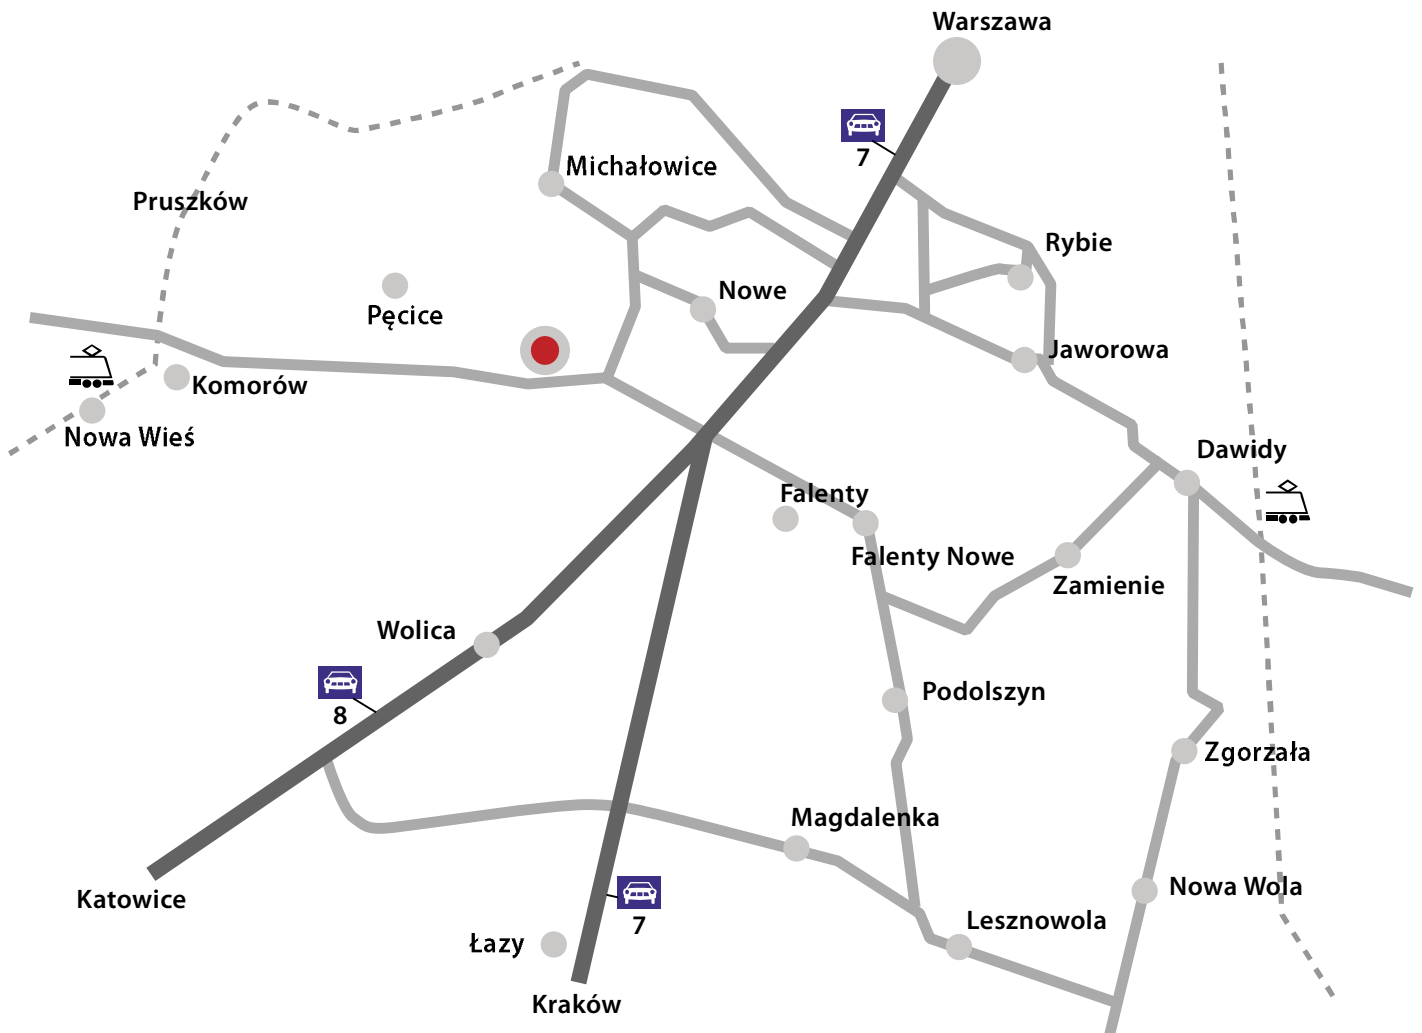 Warszawa
7
Michałowice
Pruszków
Rybie
Nowe
Pęcice
Jaworowa
Komorów
Nowa Wieś
Dawidy
Falenty
Falenty Nowe
Zamienie
Wolica
Podolszyn
8
Zgorzała
Magdalenka
Katowice
Nowa Wola
7
Lesznowola
Łazy
Kraków